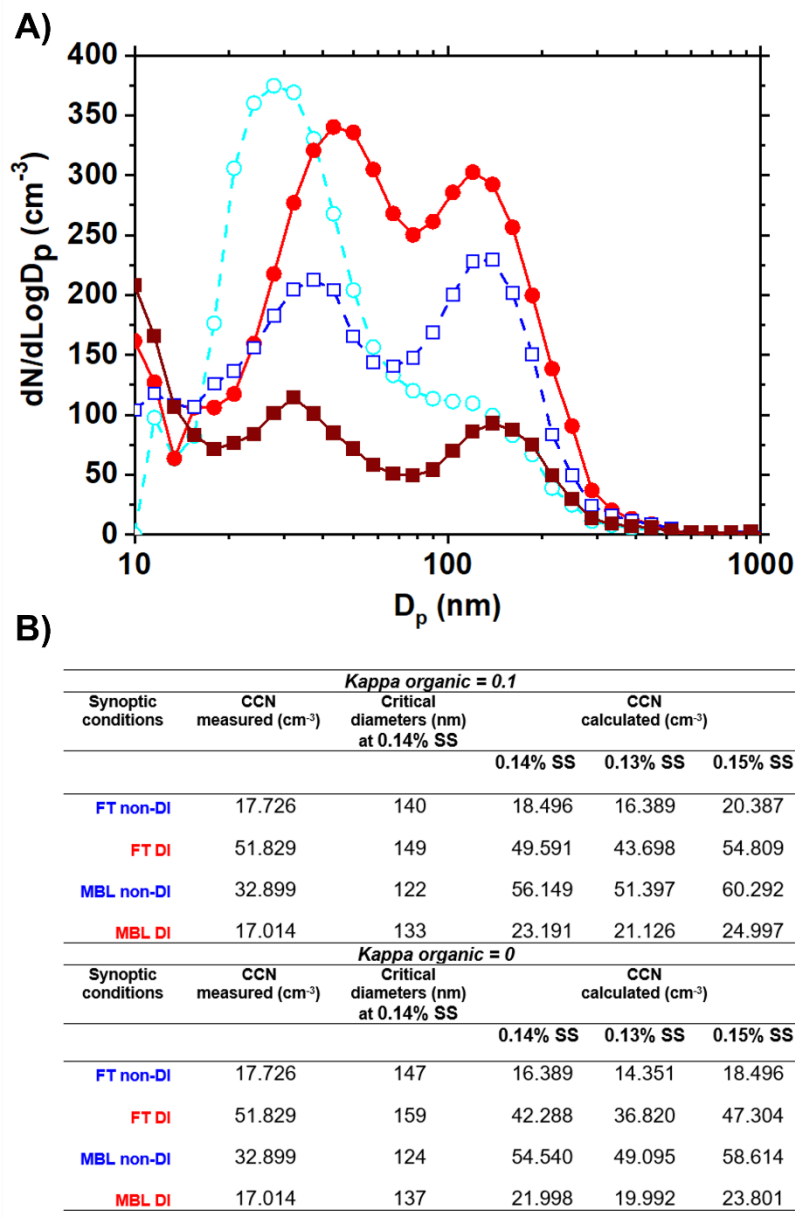 A)
400
350
300
250
200
150
100
50
0
dN/dLogDp (cm-3)
10 100 1000
Dp (nm)
B)
Kappa organic = 0.1
Synoptic conditions CCN measured (cm-3) Critical diameters (nm) at 0.14% SS CCN calculated (cm-3)
0.14% SS 0.13% SS 0.15% SS
FT non-DI 17.726 140 18.496 16.389 20.387
FT DI 51.829 149 49.591 43.698 54.809
MBL non-DI 32.899 122 56.149 51.397 60.292
MBL DI 17.014 133 23.191 21.126 24.997
Kappa organic = 0
Synoptic conditions CCN measured (cm-3) Critical diameters (nm) at 0.14% SS CCN calculated (cm-3)
0.14% SS 0.13% SS 0.15% SS
FT non-DI 17.726 147 16.389 14.351 18.496
FT DI 51.829 159 42.288 36.820 47.304
MBL non-DI 32.899 124 54.540 49.095 58.614
MBL DI 17.014 137 21.998 19.992 23.801